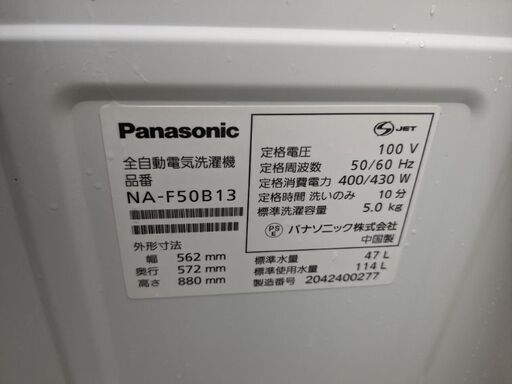 Panasonic
全自動電気洗濯機
品番
NA-F50B13
外形寸法
幅 562 mm
奥行 572 mm
高さ 880 mm
S JET
定格電圧 100 V
定格周波数 50/60 Hz
定格消費電力 400/430 W
定格時間 洗いのみ 10分
標準洗濯容量 5.0 kg
PS E パナソニック株式会社
中国製
標準水量 47 L
標準使用水量 114 L
製造番号 2042400277